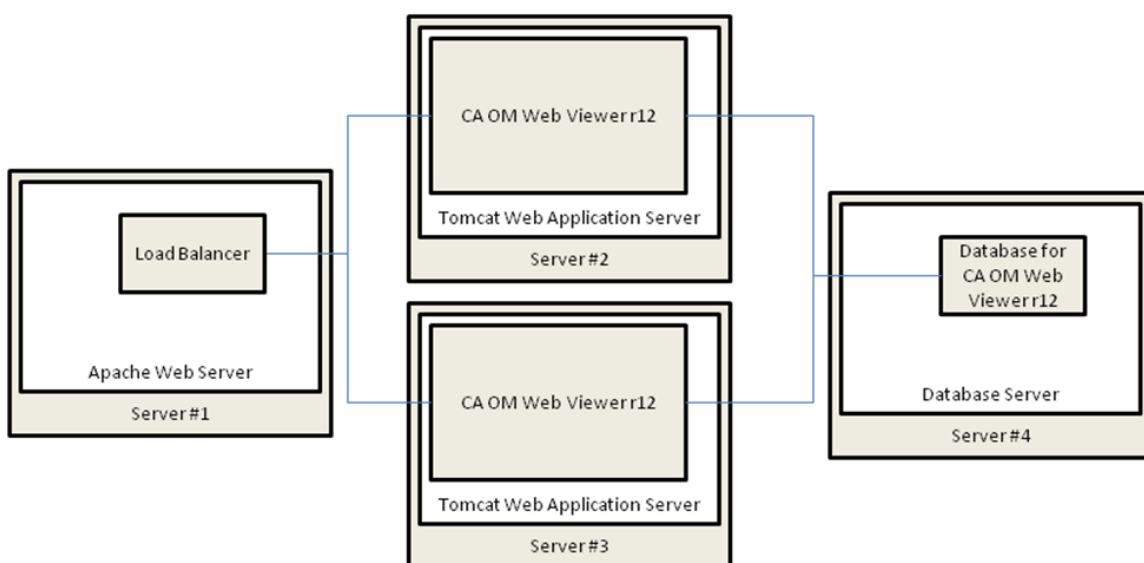 Load Balancer
Apache Web Server
Server #1
CA OM Web Viewer r12
Tomcat Web Application Server
Server #2
CA OM Web Viewer r12
Tomcat Web Application Server
Server #3
Database for
CA OM Web
Viewer r12
Database Server
Server #4